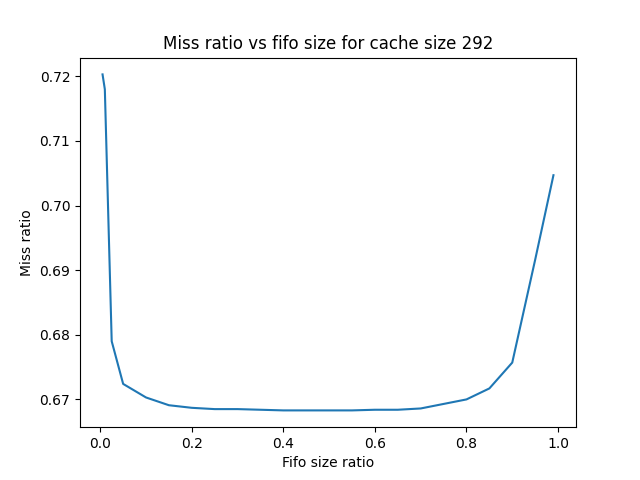 Miss ratio vs fifo size for cache size 292
0.72
0.71
0.70
0.69
0.68
0.67
Miss ratio
0.0 0.2 0.4 0.6 0.8 1.0
Fifo size ratio